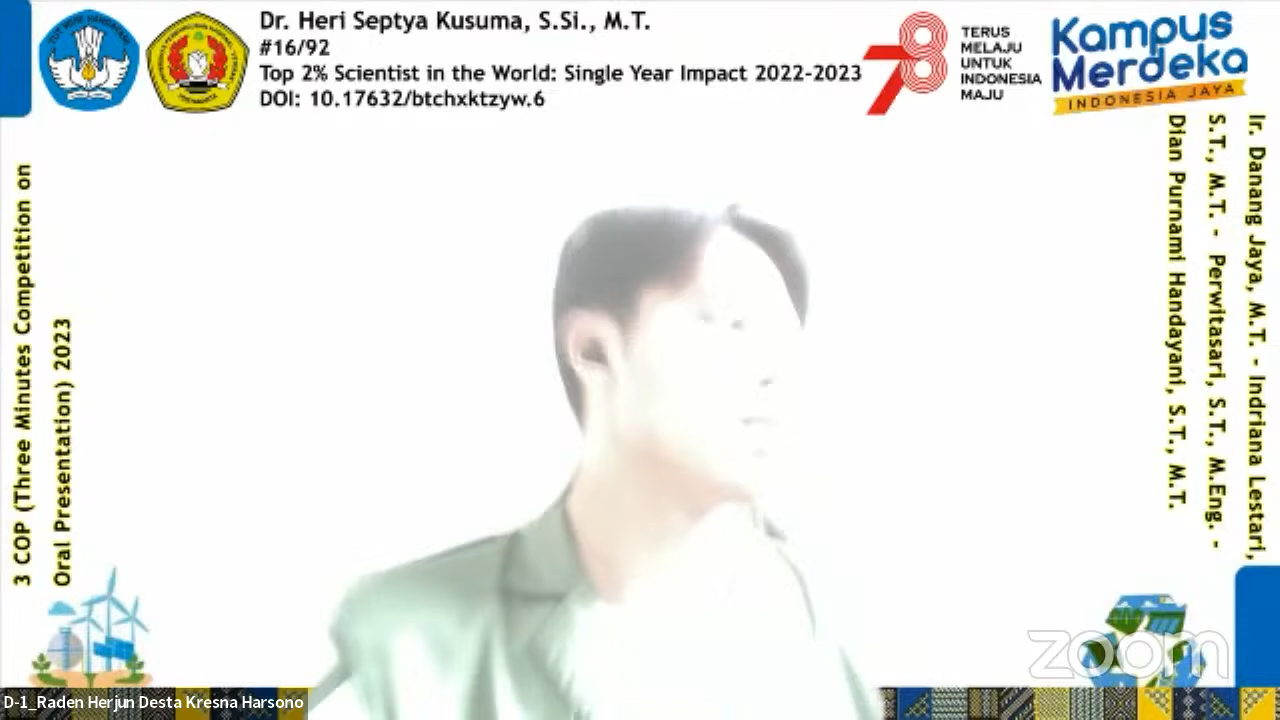 Dr. Heri Septya Kusuma, S.Si., M.T.
#16/92
Top 2% Scientist in the World: Single Year Impact 2022-2023
DOI: 10.17632/btchxktzyw.6
78
TERUS
MELAJU
UNTUK
INDONESIA
MAJU
Kampus
Merdeka
INDONESIA JAYA
3 COP (Three Minutes Competition on
Oral Presentation) 2023
Ir. Danang Jaya, M.T. - Indriana Lestari,
S.T., M.T. - Perwitasari, S.T., M.Eng. -
Dian Purnami Handayani, S.T., M.T.
zoom
D-1_Raden Herjun Desta Kresna Harsono